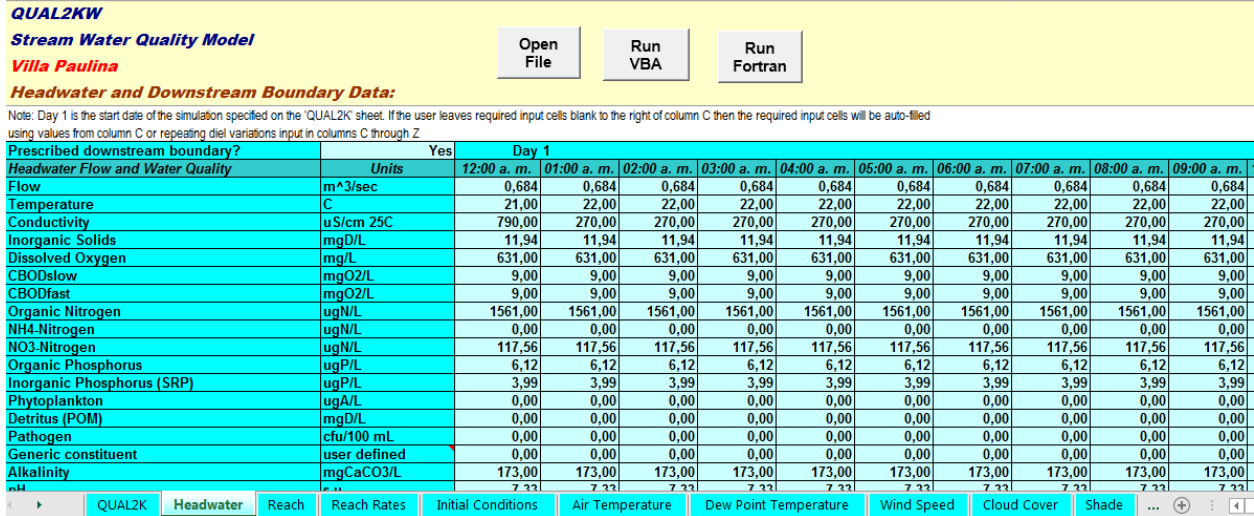 QUAL2KW
Stream Water Quality Model
Villa Paulina
Headwater and Downstream Boundary Data:
Open File
Run VBA
Run Fortran
Note: Day 1 is the start date of the simulation specified on the 'QUAL2K' sheet. If the user leaves required input cells blank to the right of column C then the required input cells will be auto-filled
using values from column C or repeating diel variations input in columns C through Z
Prescribed downstream boundary? Yes Day 1
Headwater Flow and Water Quality Units 12:00 a. m. 01:00 a. m. 02:00 a. m. 03:00 a. m. 04:00 a. m. 05:00 a. m. 06:00 a. m. 07:00 a. m. 08:00 a. m. 09:00 a. m.
Flow m^3/sec 0,684 0,684 0,684 0,684 0,684 0,684 0,684 0,684 0,684 0,684
Temperature C 21,00 22,00 22,00 22,00 22,00 22,00 22,00 22,00 22,00 22,00
Conductivity uS/cm 25C 790,00 270,00 270,00 270,00 270,00 270,00 270,00 270,00 270,00 270,00
Inorganic Solids mgD/L 11,94 11,94 11,94 11,94 11,94 11,94 11,94 11,94 11,94 11,94
Dissolved Oxygen mg/L 631,00 631,00 631,00 631,00 631,00 631,00 631,00 631,00 631,00 631,00
CBODslow mgO2/L 9,00 9,00 9,00 9,00 9,00 9,00 9,00 9,00 9,00 9,00
CBODfast mgO2/L 9,00 9,00 9,00 9,00 9,00 9,00 9,00 9,00 9,00 9,00
Organic Nitrogen ugN/L 1561,00 1561,00 1561,00 1561,00 1561,00 1561,00 1561,00 1561,00 1561,00 1561,00
NH4-Nitrogen ugN/L 0,00 0,00 0,00 0,00 0,00 0,00 0,00 0,00 0,00 0,00
NO3-Nitrogen ugN/L 117,56 117,56 117,56 117,56 117,56 117,56 117,56 117,56 117,56 117,56
Organic Phosphorus ugP/L 6,12 6,12 6,12 6,12 6,12 6,12 6,12 6,12 6,12 6,12
Inorganic Phosphorus (SRP) ugP/L 3,99 3,99 3,99 3,99 3,99 3,99 3,99 3,99 3,99 3,99
Phytoplankton ugA/L 0,00 0,00 0,00 0,00 0,00 0,00 0,00 0,00 0,00 0,00
Detritus (POM) mgD/L 0,00 0,00 0,00 0,00 0,00 0,00 0,00 0,00 0,00 0,00
Pathogen cfu/100 mL 0,00 0,00 0,00 0,00 0,00 0,00 0,00 0,00 0,00 0,00
Generic constituent user defined 0,00 0,00 0,00 0,00 0,00 0,00 0,00 0,00 0,00 0,00
Alkalinity mgCaCO3/L 173,00 173,00 173,00 173,00 173,00 173,00 173,00 173,00 173,00 173,00
pH s.u. 7,33 7,33 7,33 7,33 7,33 7,33 7,33 7,33 7,33 7,33
QUAL2K Headwater Reach Reach Rates Initial Conditions Air Temperature Dew Point Temperature Wind Speed Cloud Cover Shade ...